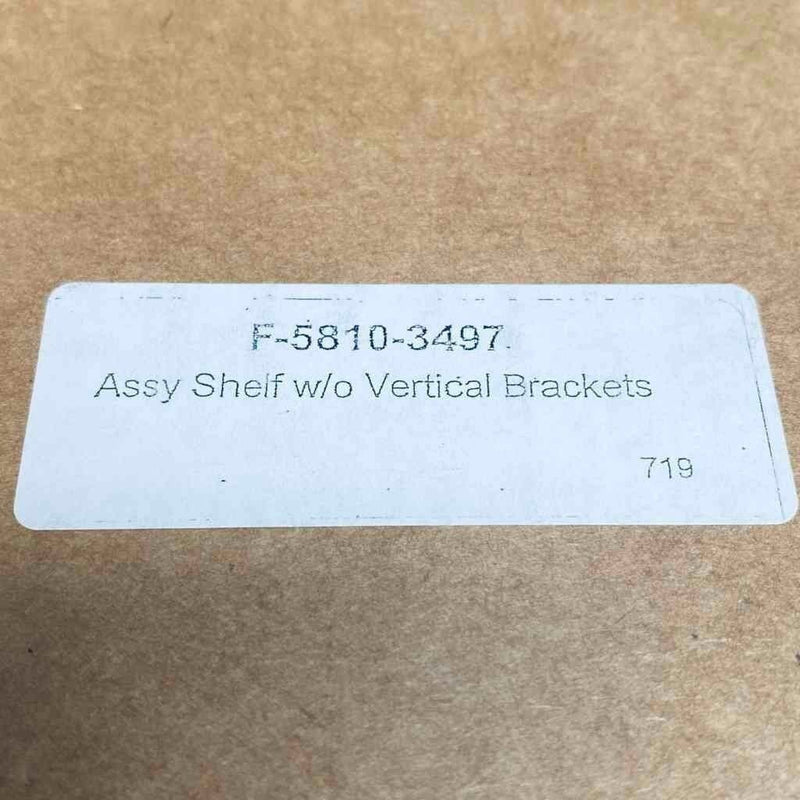 F-5810-3497
Assy Shelf w/o Vertical Brackets
719